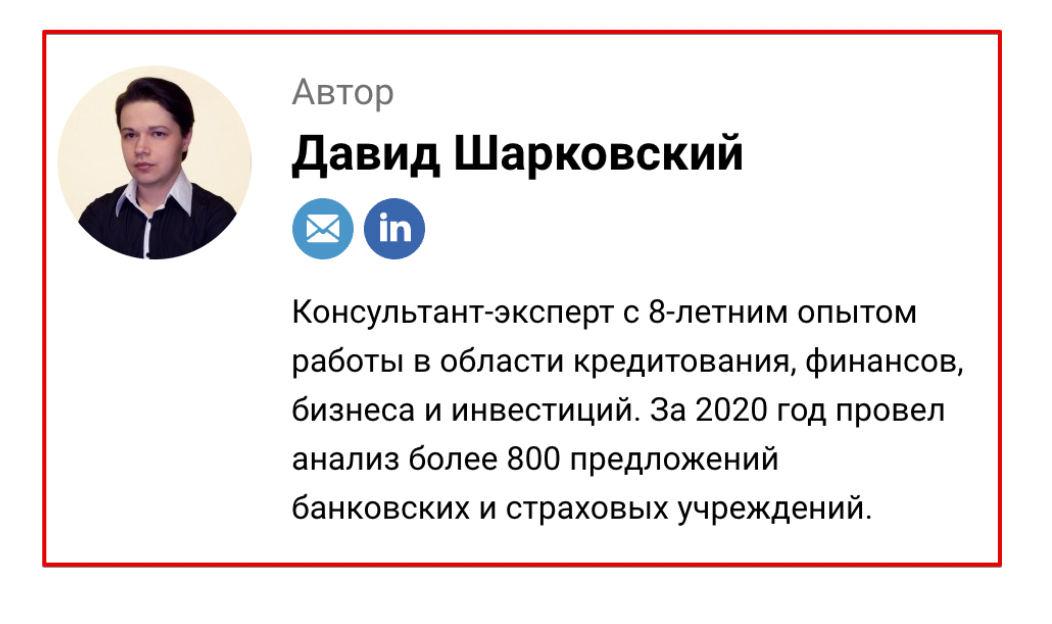 Автор
Давид Шарковский
in
Консультант-эксперт с 8-летним опытом
работы в области кредитования, финансов,
бизнеса и инвестиций. За 2020 год провел
анализ более 800 предложений
банковских и страховых учреждений.